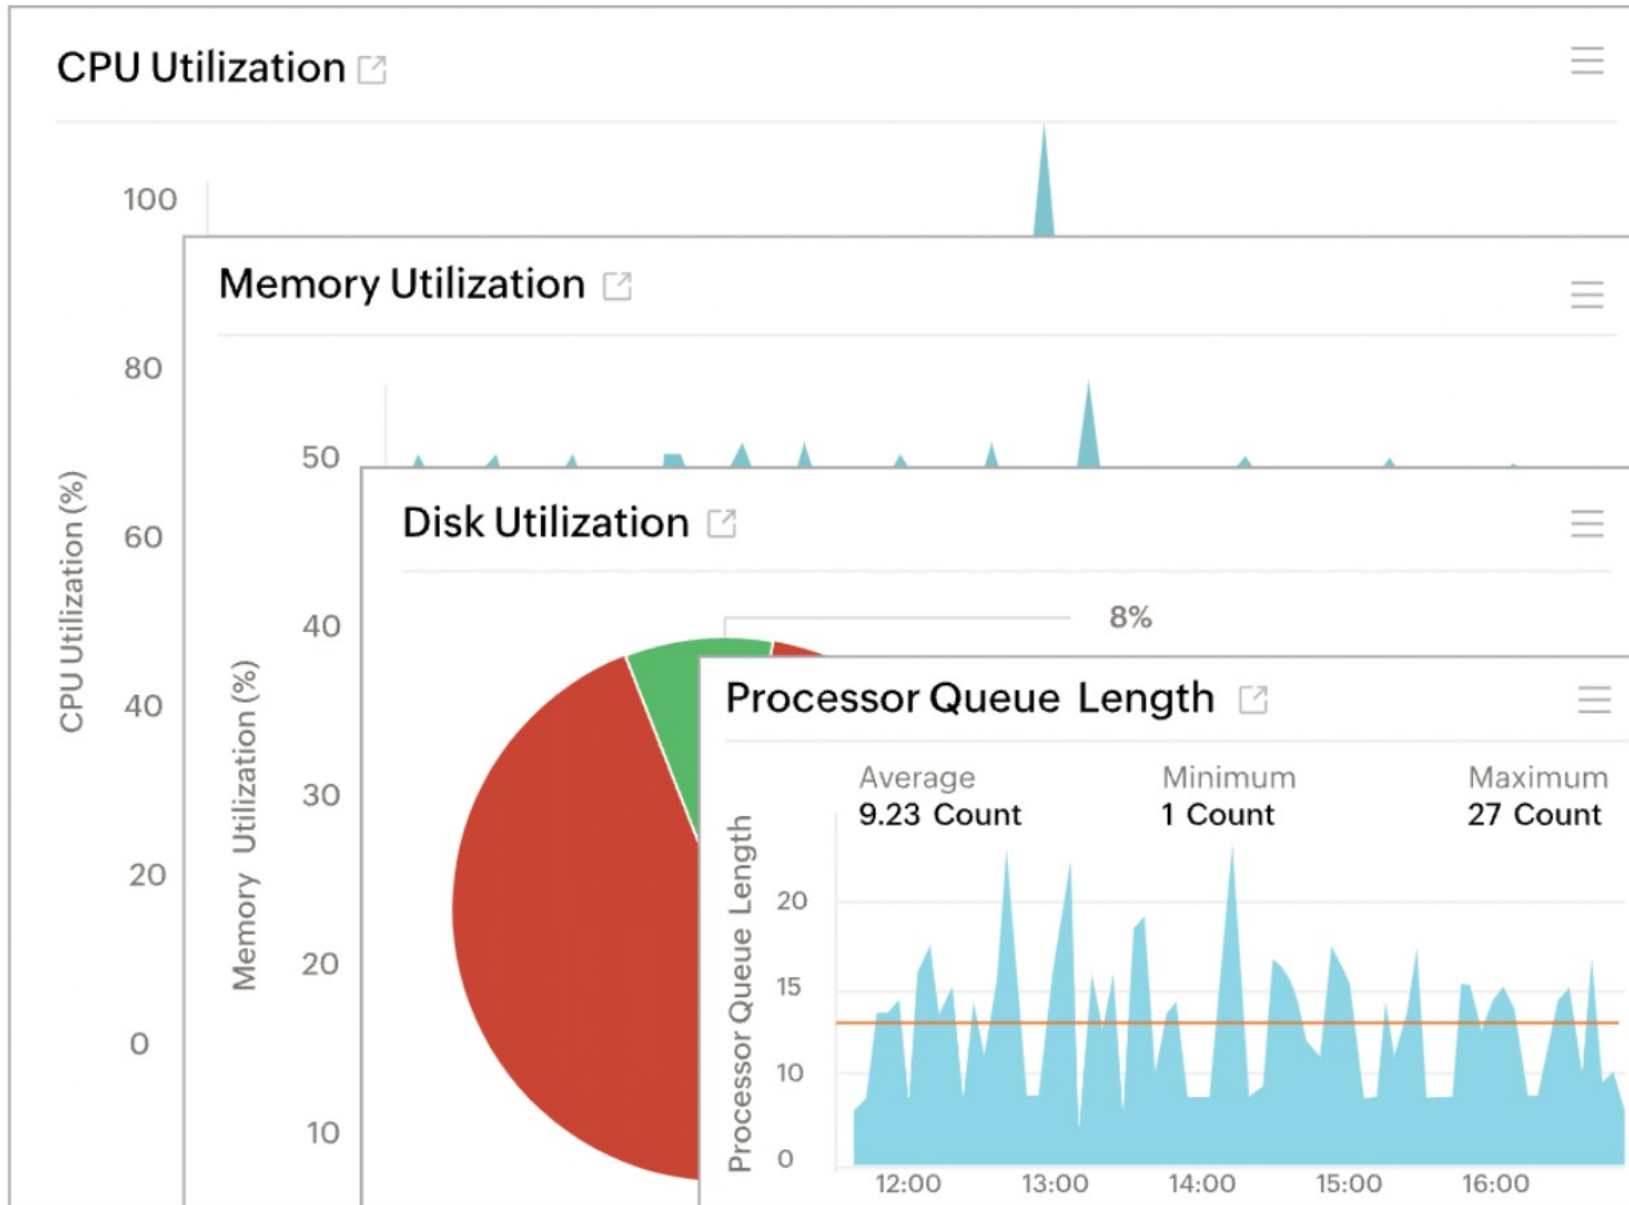 CPU Utilization
100
80
60
40
20
0
CPU Utilization (%)
Memory Utilization
50
40
30
20
10
Memory Utilization (%)
Disk Utilization
8%
Processor Queue Length
Average
9.23 Count
Minimum
1 Count
Maximum
27 Count
Processor Queue Length
20
15
10
0
12:00
13:00
14:00
15:00
16:00